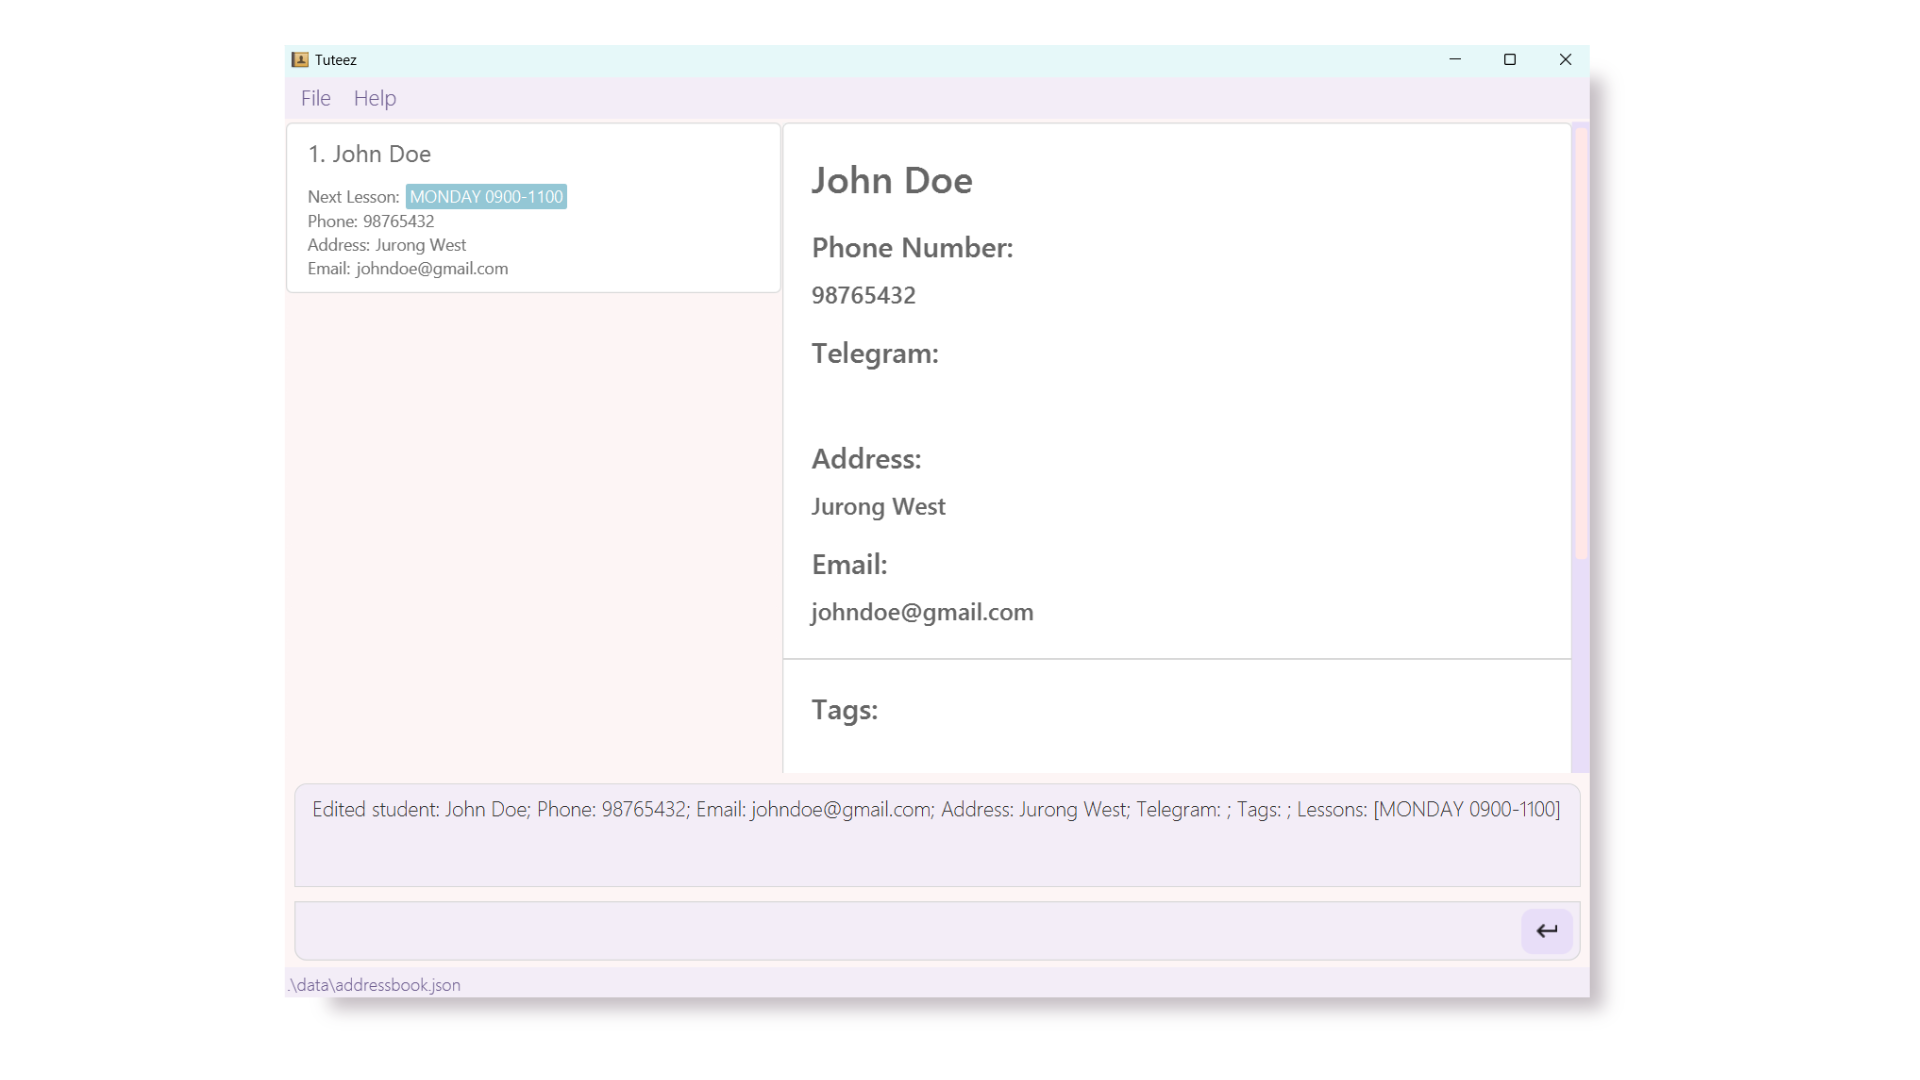 Tuteez
File Help
1. John Doe
Next Lesson: MONDAY 0900-1100
Phone: 98765432
Address: Jurong West
Email: johndoe@gmail.com
John Doe
Phone Number:
98765432
Telegram:
Address:
Jurong West
Email:
johndoe@gmail.com
Tags:
Edited student: John Doe; Phone: 98765432; Email: johndoe@gmail.com; Address: Jurong West; Telegram: ; Tags: ; Lessons: [MONDAY 0900-1100]
.\data\addressbook.json